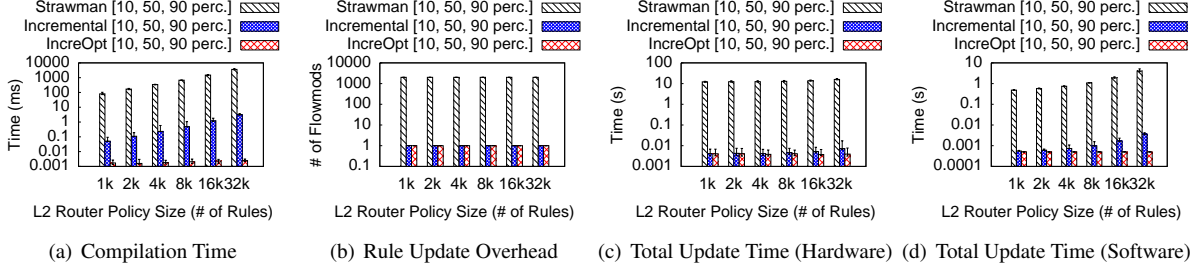 Strawman [10, 50, 90 perc.]
Incremental [10, 50, 90 perc.]
IncreOpt [10, 50, 90 perc.]
10000
1000
100
10
1
0.1
0.01
0.001
Time (ms)
1k 2k 4k 8k 16k 32k
L2 Router Policy Size (# of Rules)
(a) Compilation Time
Strawman [10, 50, 90 perc.]
Incremental [10, 50, 90 perc.]
IncreOpt [10, 50, 90 perc.]
10000
1000
100
10
1
0.1
# of Flowmods
1k 2k 4k 8k 16k 32k
L2 Router Policy Size (# of Rules)
(b) Rule Update Overhead
Strawman [10, 50, 90 perc.]
Incremental [10, 50, 90 perc.]
IncreOpt [10, 50, 90 perc.]
100
10
1
0.1
0.01
0.001
Time (s)
1k 2k 4k 8k 16k 32k
L2 Router Policy Size (# of Rules)
(c) Total Update Time (Hardware)
Strawman [10, 50, 90 perc.]
Incremental [10, 50, 90 perc.]
IncreOpt [10, 50, 90 perc.]
10
1
0.1
0.01
0.001
0.0001
Time (s)
1k 2k 4k 8k 16k 32k
L2 Router Policy Size (# of Rules)
(d) Total Update Time (Software)